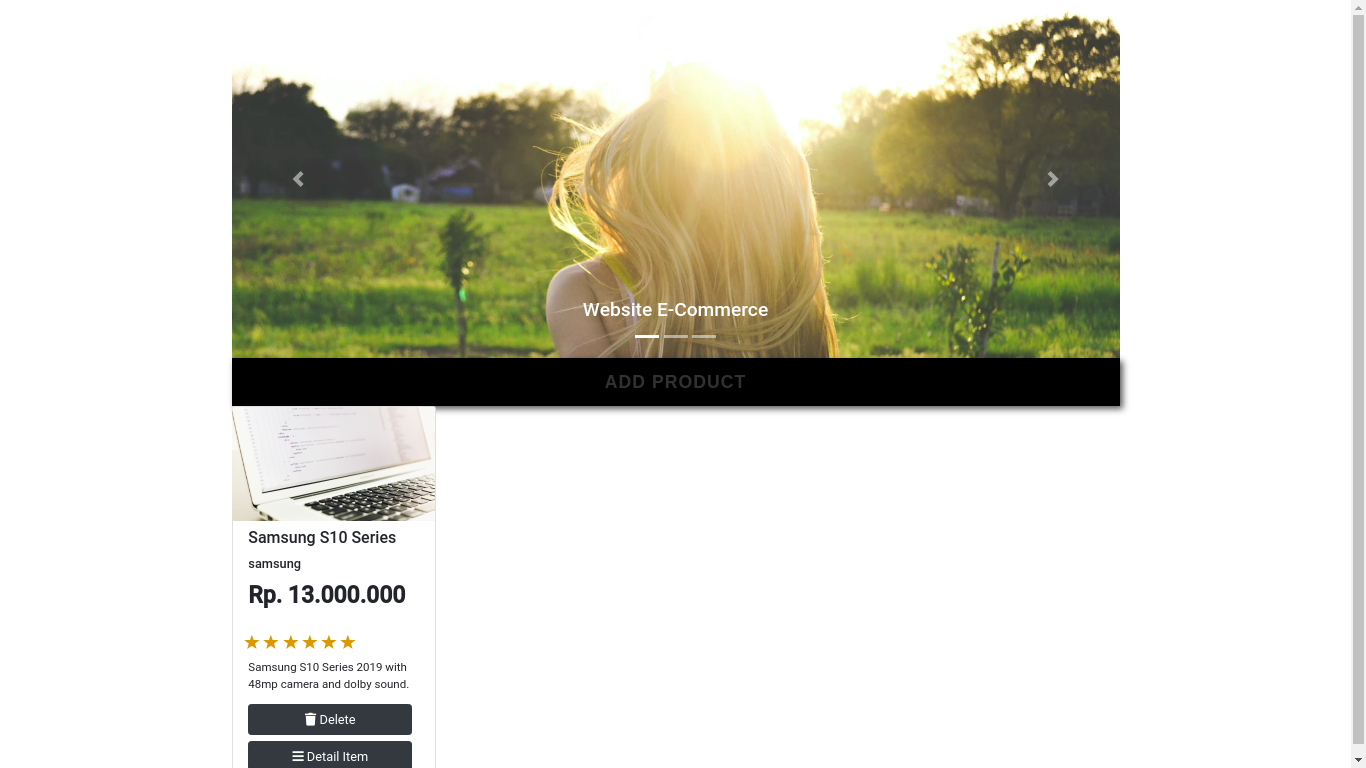 Website E-Commerce
ADD PRODUCT
Samsung S10 Series
samsung
Rp. 13.000.000
Samsung S10 Series 2019 with
48mp camera and dolby sound.
Delete
Detail Item